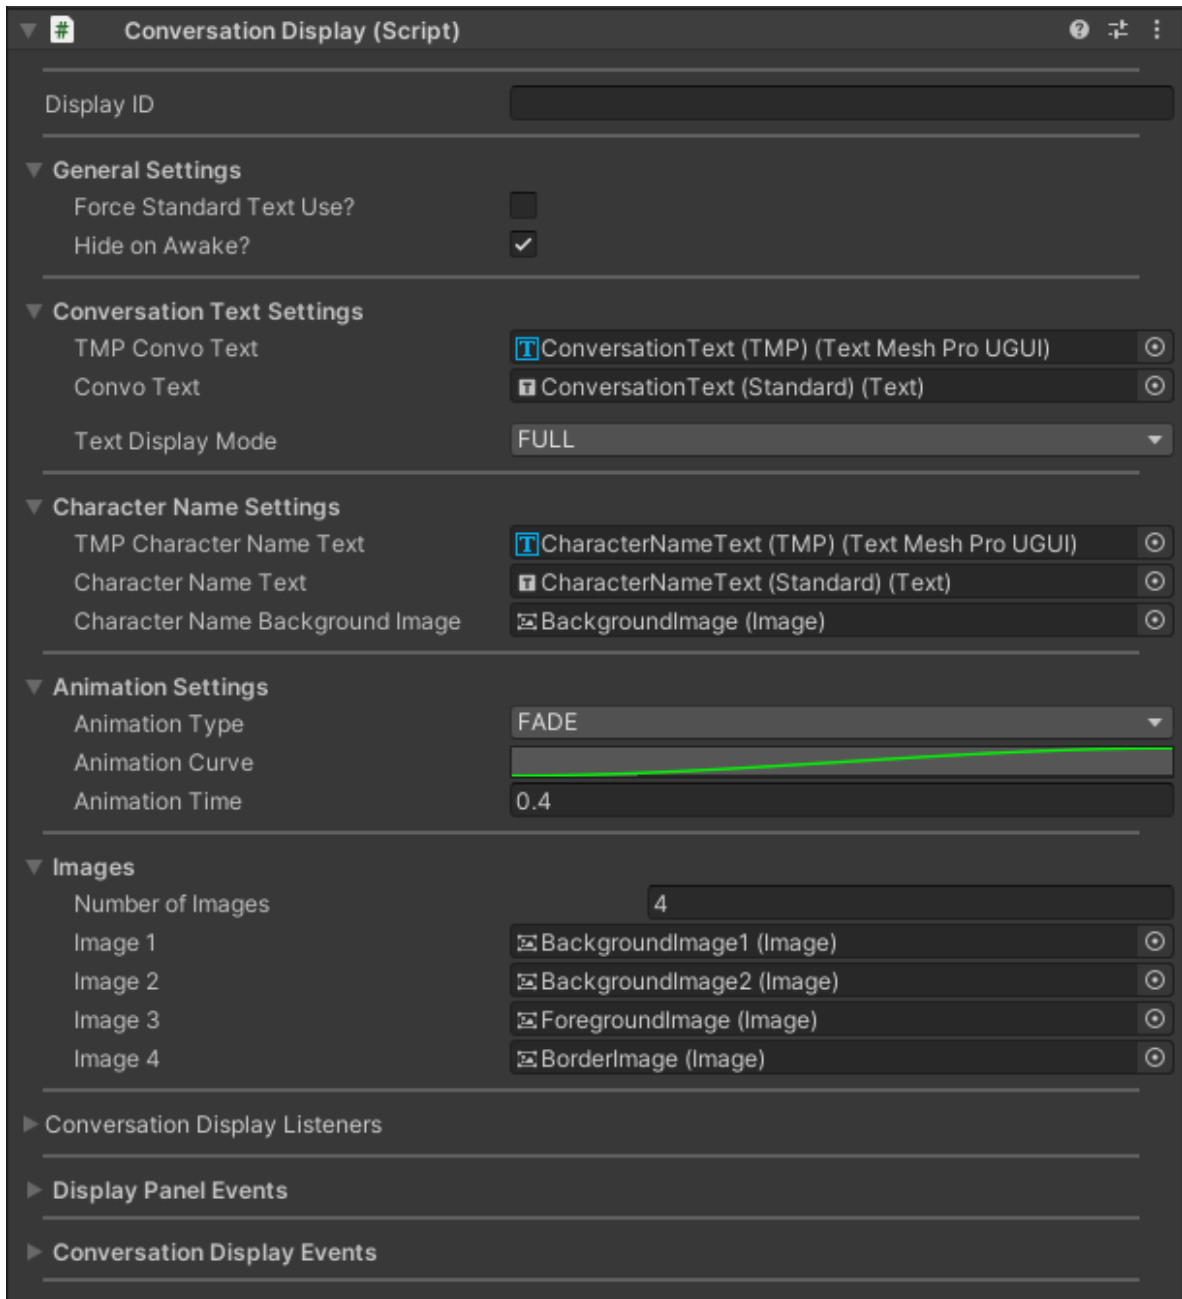 # Conversation Display (Script)
Display ID
General Settings
Force Standard Text Use?
Hide on Awake?
Conversation Text Settings
TMP Convo Text ConversationText (TMP) (Text Mesh Pro UGUI)
Convo Text ConversationText (Standard) (Text)
Text Display Mode FULL
Character Name Settings
TMP Character Name Text CharacterNameText (TMP) (Text Mesh Pro UGUI)
Character Name Text CharacterNameText (Standard) (Text)
Character Name Background Image BackgroundImage (Image)
Animation Settings
Animation Type FADE
Animation Curve
Animation Time 0.4
Images
Number of Images 4
Image 1 BackgroundImage1 (Image)
Image 2 BackgroundImage2 (Image)
Image 3 ForegroundImage (Image)
Image 4 BorderImage (Image)
Conversation Display Listeners
Display Panel Events
Conversation Display Events